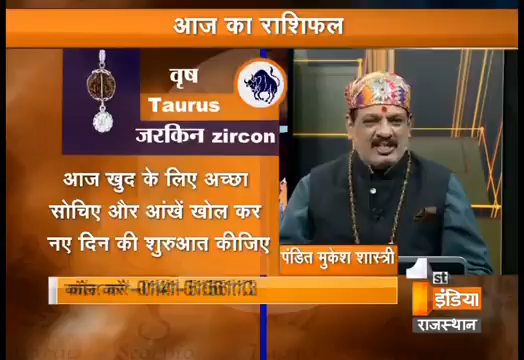 आज का राशिफल
वृष
Taurus
जरकिन zircon
आज खुद के लिए अच्छा
सोचिए और आंखें खोल कर
नए दिन की शुरुआत कीजिए
पंडित मुकेश शास्त्री
1st
इंडिया
राजस्थान